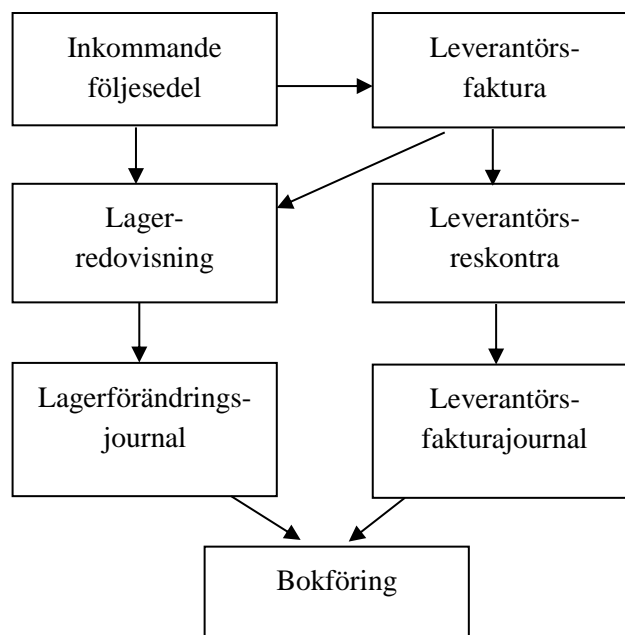 Inkommande
följesedel
Leverantörs-
faktura
Lager-
redovisning
Leverantörs-
reskontra
Lagerförändrings-
journal
Leverantörs-
fakturajournal
Bokföring